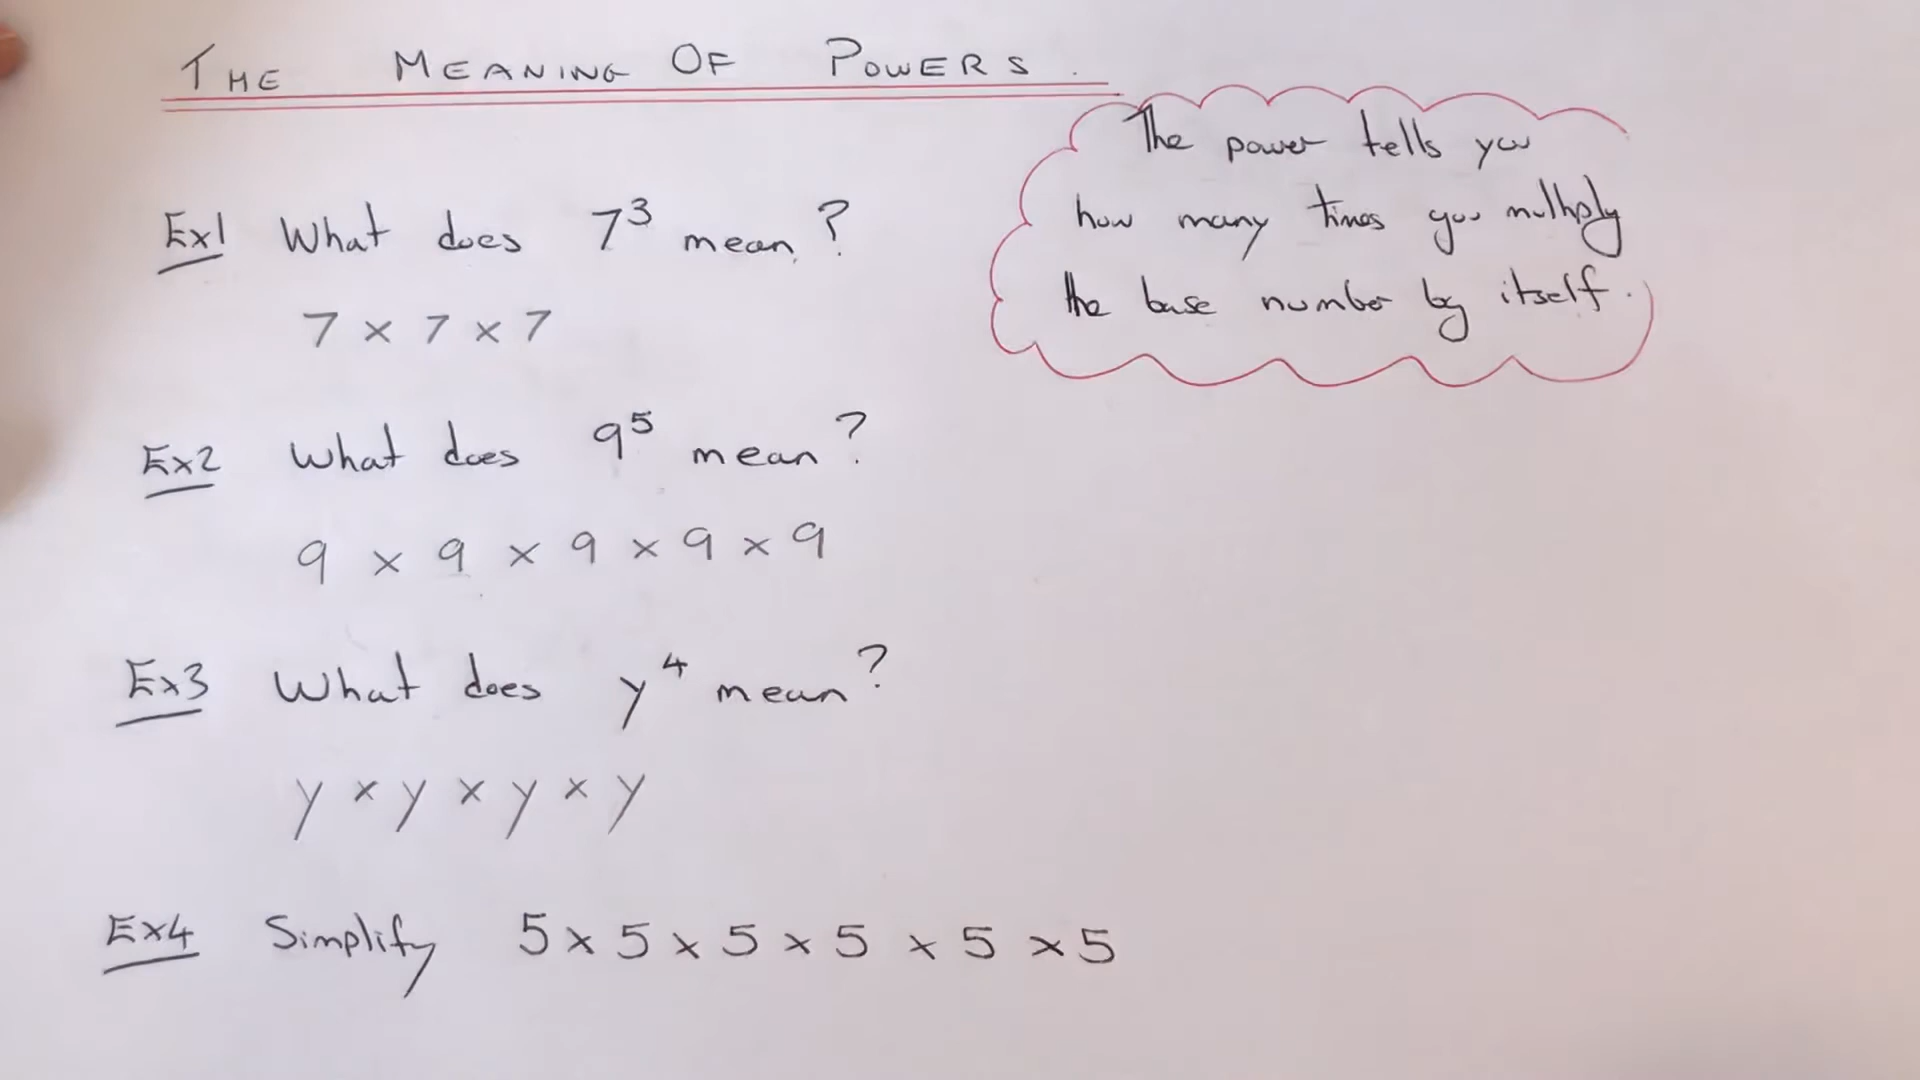 THE MEANING OF POWERS.
The power tells you
how many times you multiply
the base number by itself.
Ex1 What does 7³ mean?
7 × 7 × 7
Ex2 What does 9⁵ mean?
9 × 9 × 9 × 9 × 9
Ex3 What does y⁴ mean?
y × y × y × y
Ex4 Simplify 5 × 5 × 5 × 5 × 5 × 5